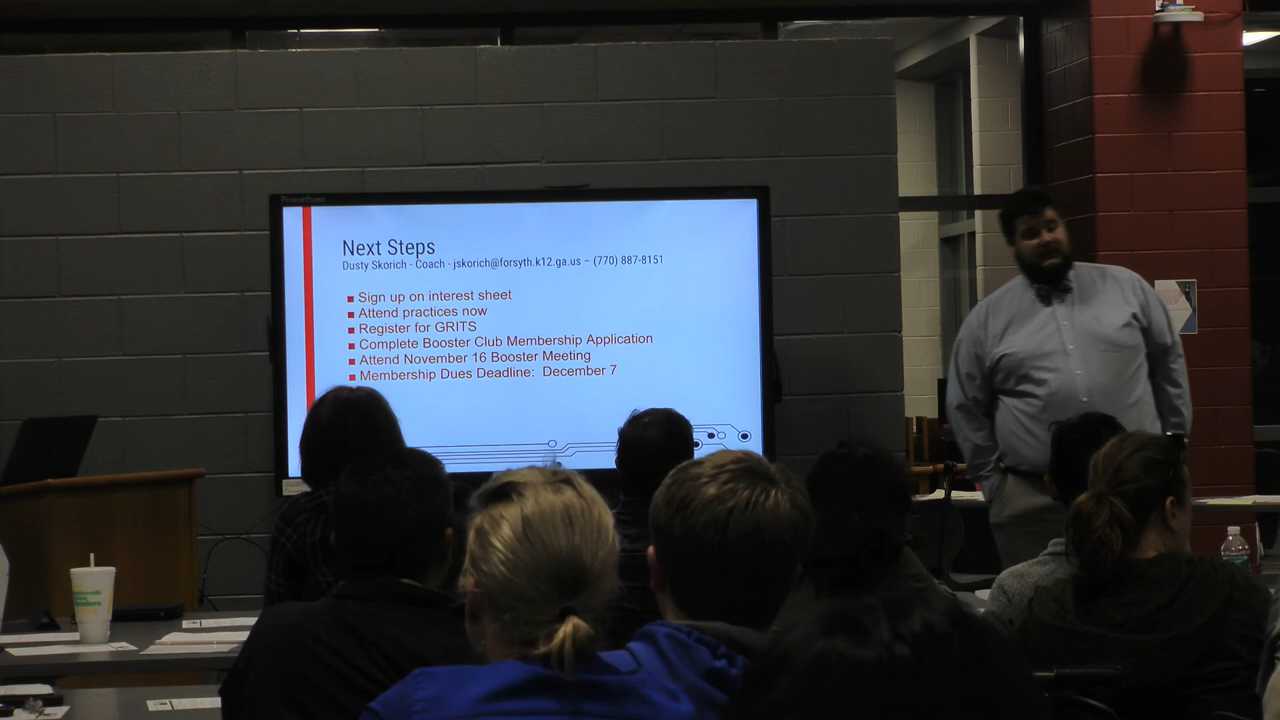 Promethean
Next Steps
Dusty Skorich - Coach - jskorich@forsyth.k12.ga.us – (770) 887-8151
■ Sign up on interest sheet
■ Attend practices now
■ Register for GRITS
■ Complete Booster Club Membership Application
■ Attend November 16 Booster Meeting
■ Membership Dues Deadline: December 7